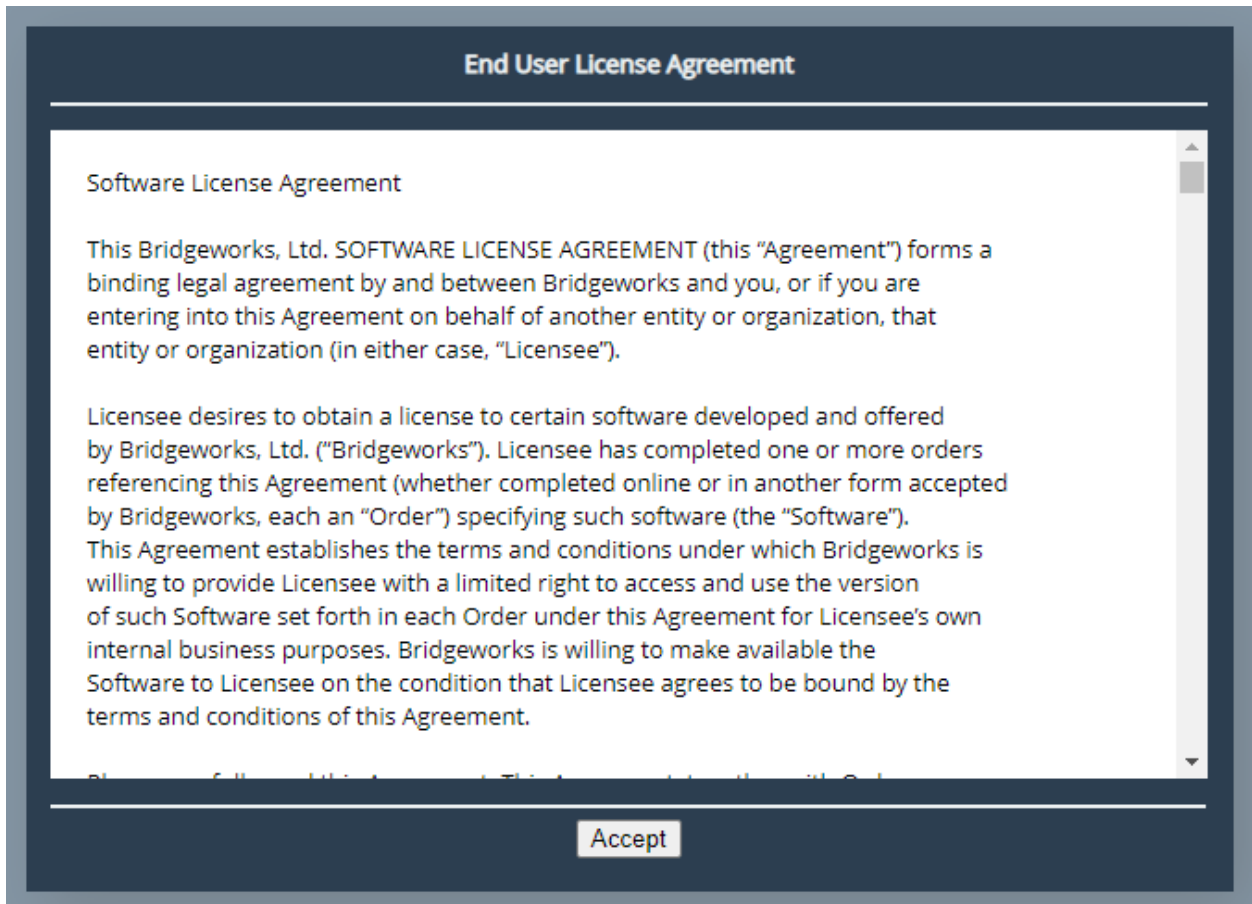 End User License Agreement
Software License Agreement
This Bridgeworks, Ltd. SOFTWARE LICENSE AGREEMENT (this “Agreement”) forms a
binding legal agreement by and between Bridgeworks and you, or if you are
entering into this Agreement on behalf of another entity or organization, that
entity or organization (in either case, “Licensee”).
Licensee desires to obtain a license to certain software developed and offered
by Bridgeworks, Ltd. (“Bridgeworks”). Licensee has completed one or more orders
referencing this Agreement (whether completed online or in another form accepted
by Bridgeworks, each an “Order”) specifying such software (the “Software”).
This Agreement establishes the terms and conditions under which Bridgeworks is
willing to provide Licensee with a limited right to access and use the version
of such Software set forth in each Order under this Agreement for Licensee’s own
internal business purposes. Bridgeworks is willing to make available the
Software to Licensee on the condition that Licensee agrees to be bound by the
terms and conditions of this Agreement.
Accept